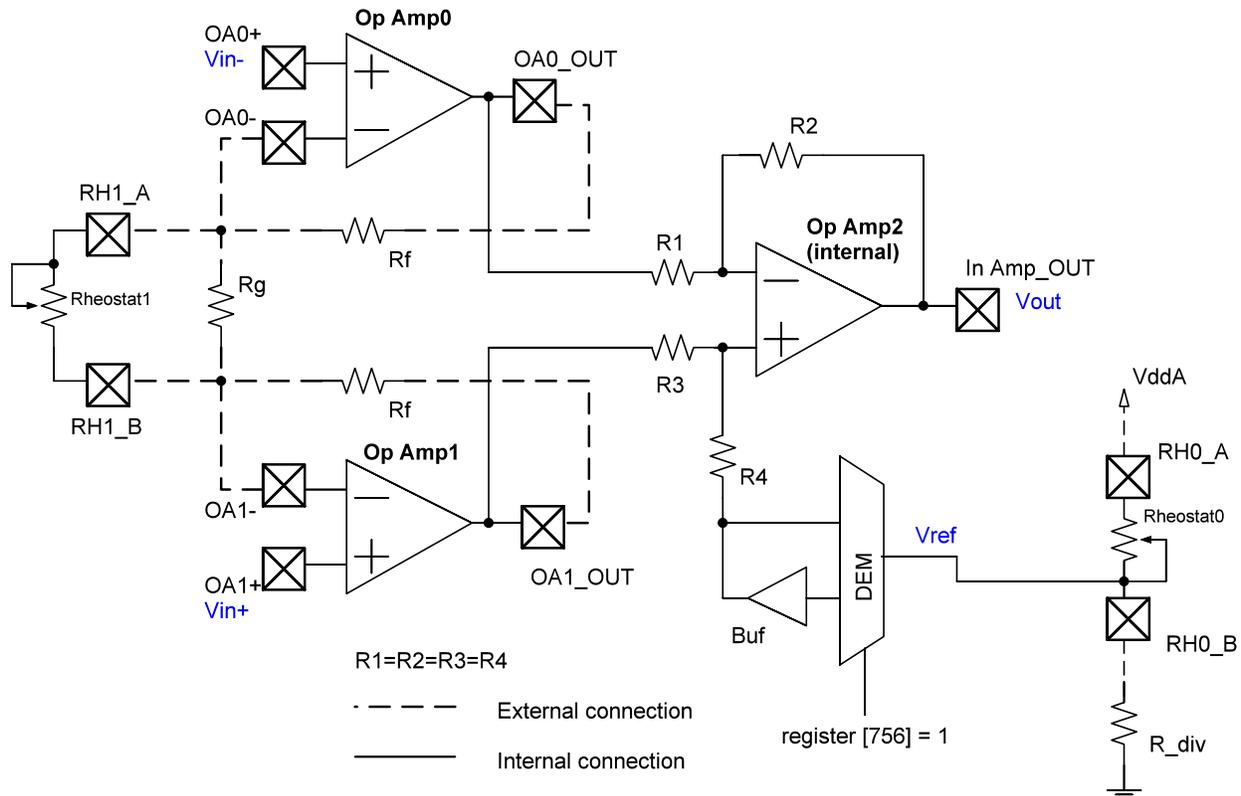 Op Amp0
OA0+
Vin-
OA0_OUT
OA0-
R2
RH1_A
Op Amp2
(internal)
R1
Rf
In Amp_OUT
Vout
Rg
Rheostat1
R3
VddA
Rf
RH1_B
Op Amp1
RH0_A
R4
OA1-
Rheostat0
Vref
DEM
OA1_OUT
OA1+
Vin+
Buf
RH0_B
R1=R2=R3=R4
External connection
register [756] = 1
R_div
Internal connection